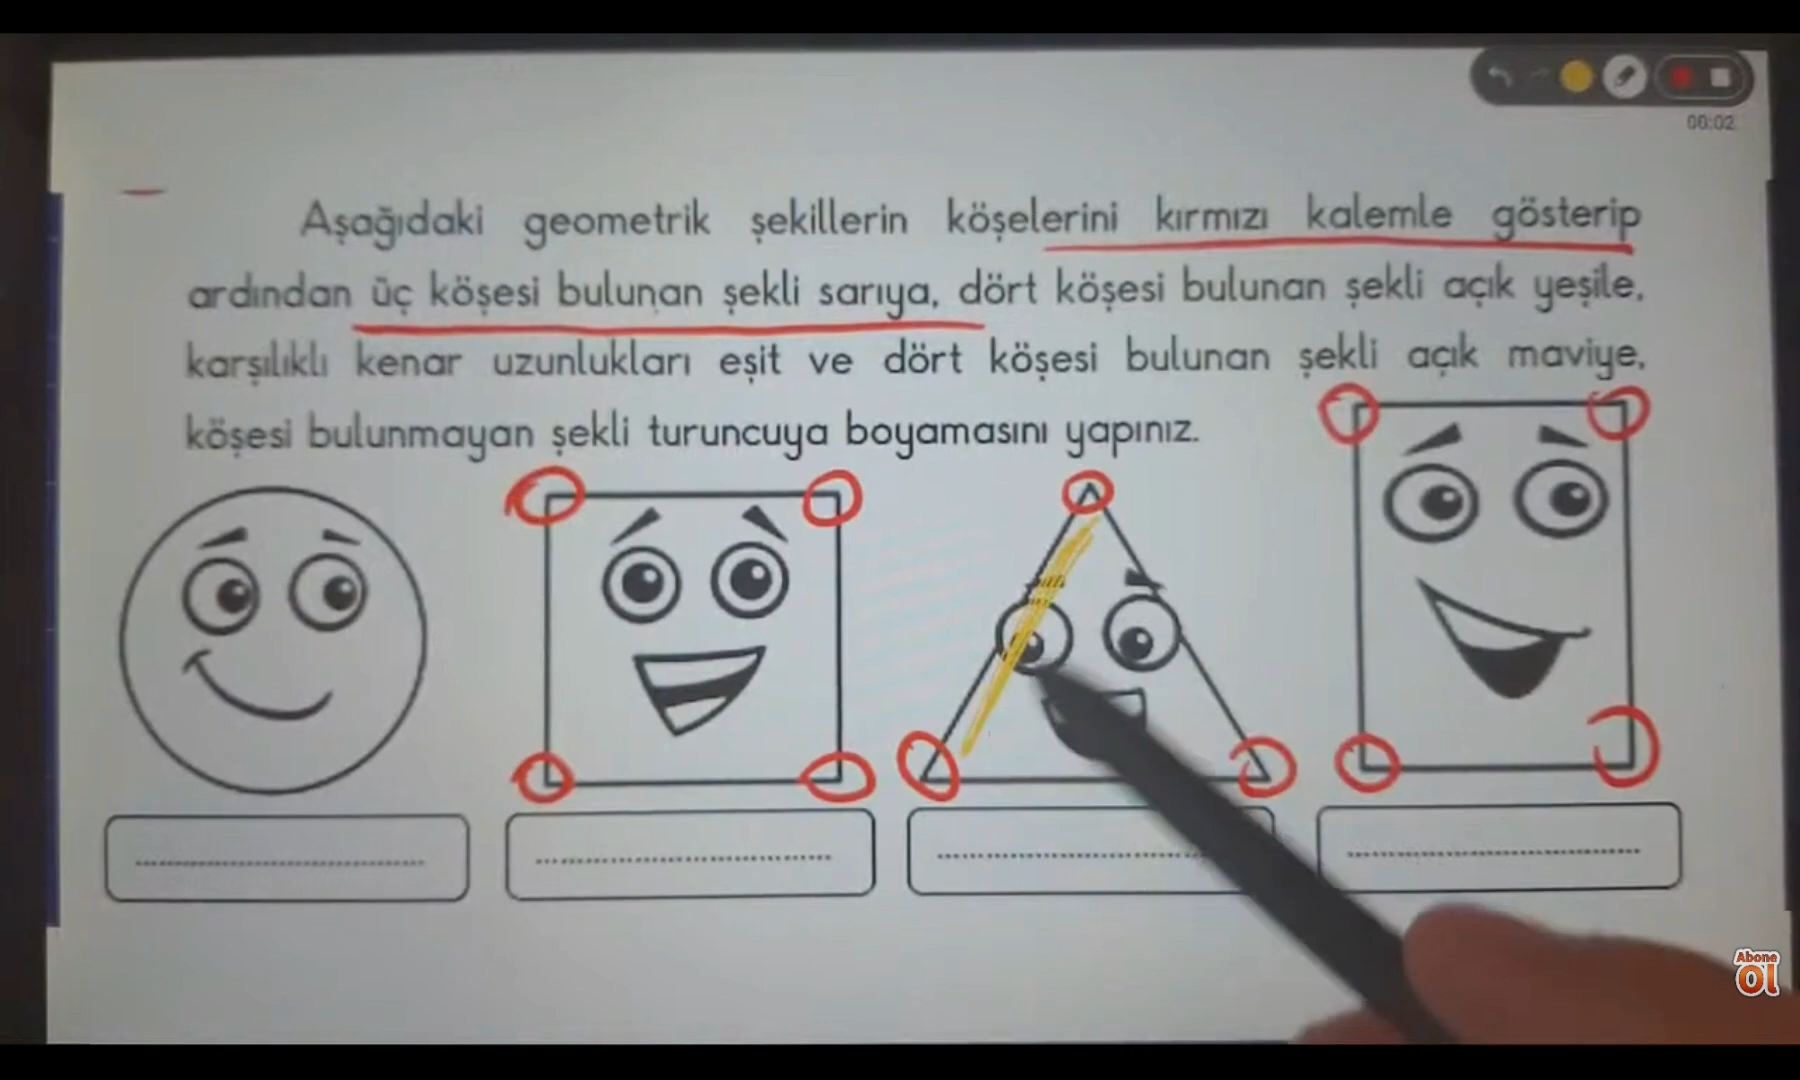 00:02
Aşağıdaki geometrik şekillerin köşelerini kırmızı kalemle gösterip
ardından üç köşesi bulunan şekli sarıya, dört köşesi bulunan şekli açık yeşile,
karşılıklı kenar uzunlukları eşit ve dört köşesi bulunan şekli açık maviye,
köşesi bulunmayan şekli turuncuya boyamasını yapınız.
Abone
Ol